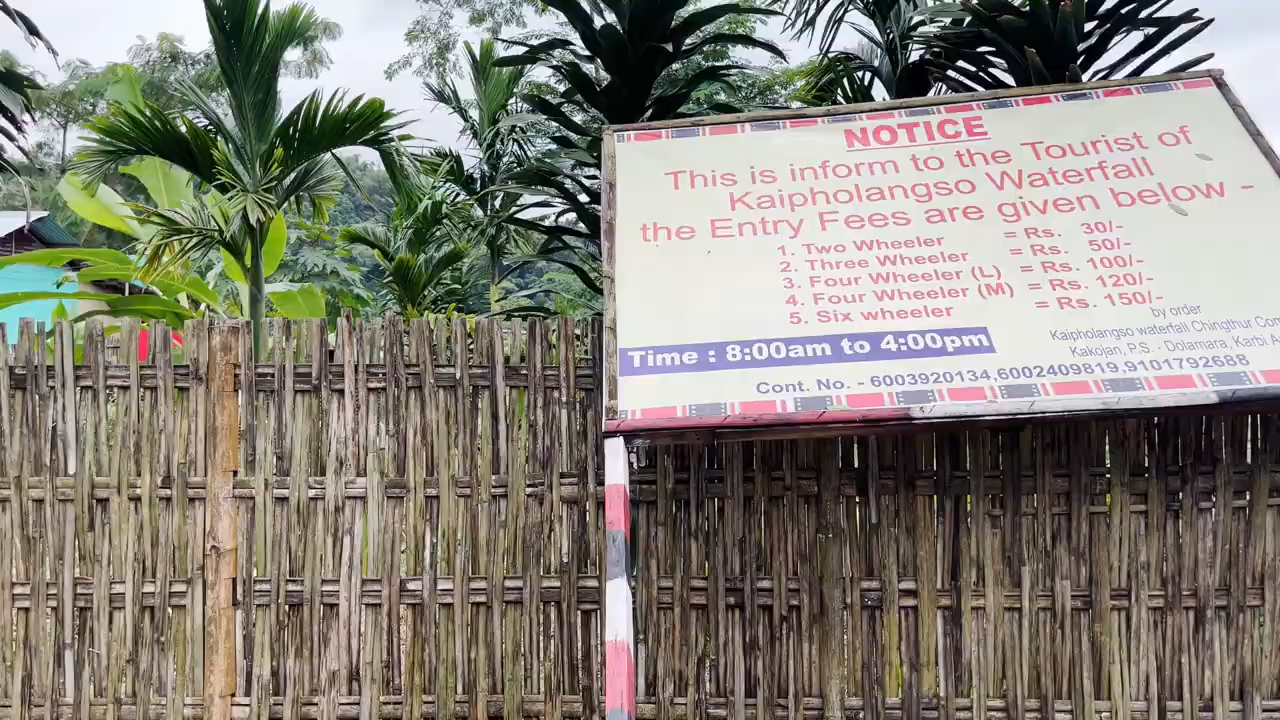 NOTICE
This is inform to the Tourist of
Kaipholangso Waterfall
the Entry Fees are given below -
1. Two Wheeler = Rs. 30/-
2. Three Wheeler = Rs. 50/-
3. Four Wheeler (L) = Rs. 100/-
4. Four Wheeler (M) = Rs. 120/-
5. Six wheeler = Rs. 150/-
by order
Kaipholangso waterfall Chingthur
Time : 8:00am to 4:00pm
Kakojan, P.S. - Dolamara, Karbi
Cont. No. - 6003920134,6002409819,9101792688